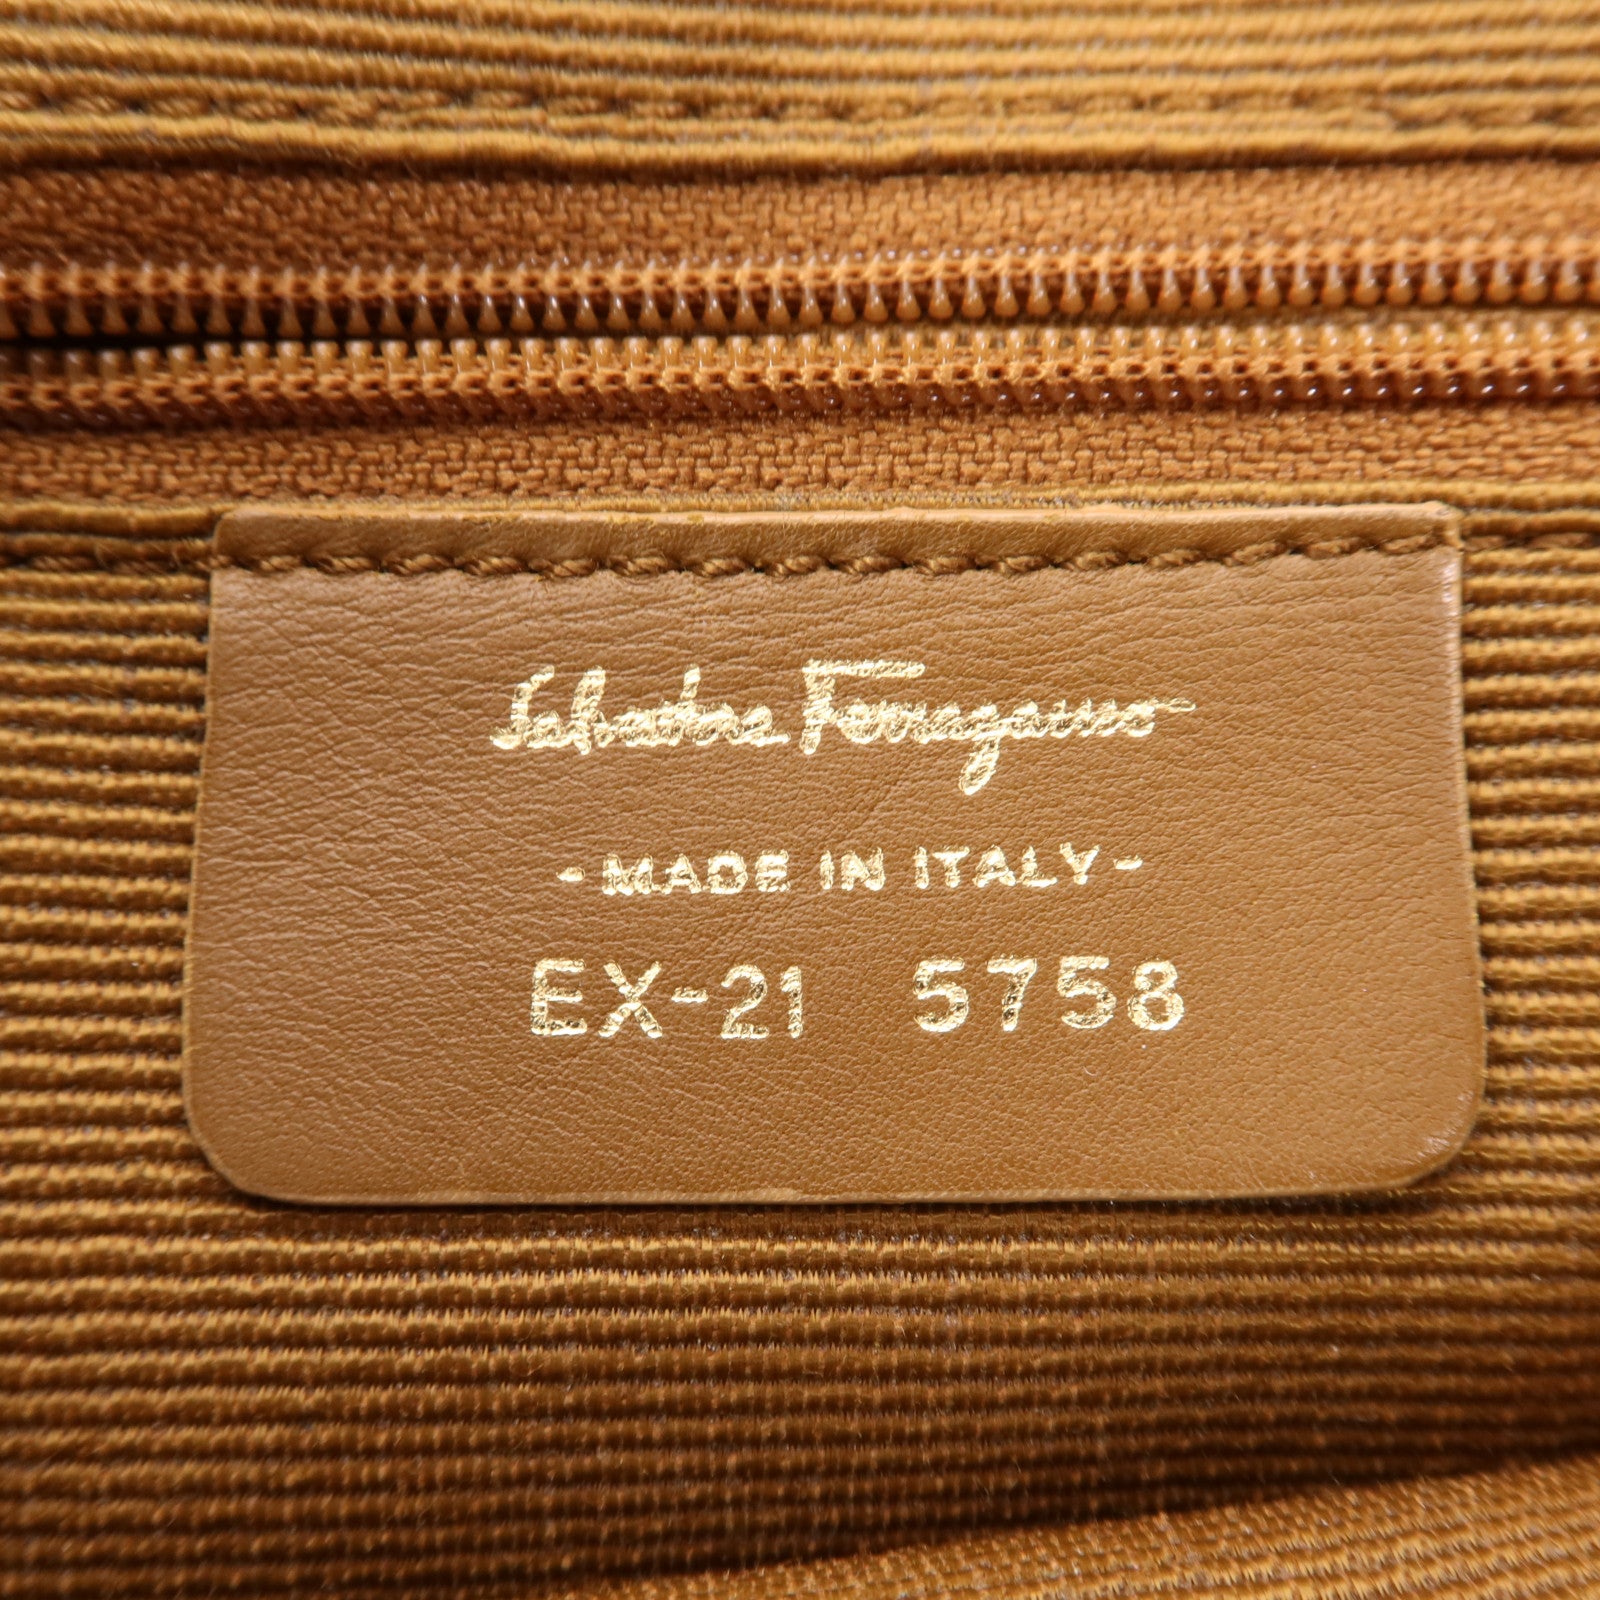 Salvatore Ferragamo
-MADE IN ITALY-
EX-21 5758